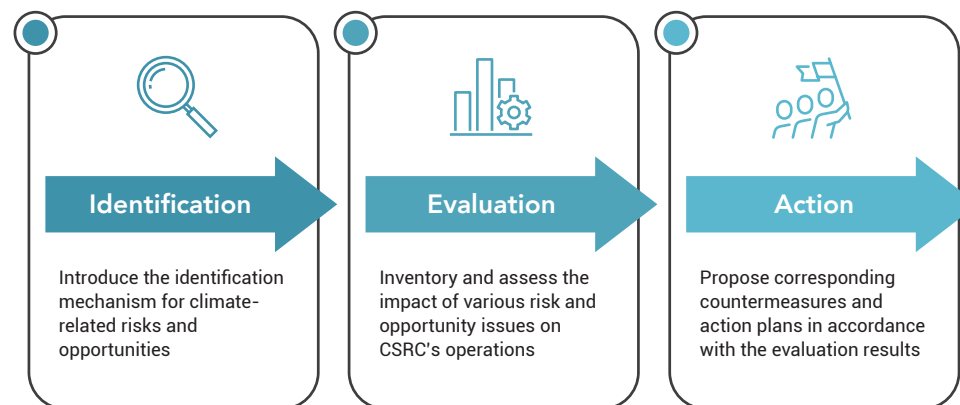 Identification
Introduce the identification
mechanism for climate-
related risks and
opportunities
Evaluation
Inventory and assess the
impact of various risk and
opportunity issues on
CSRC's operations
Action
Propose corresponding
countermeasures and
action plans in accordance
with the evaluation results